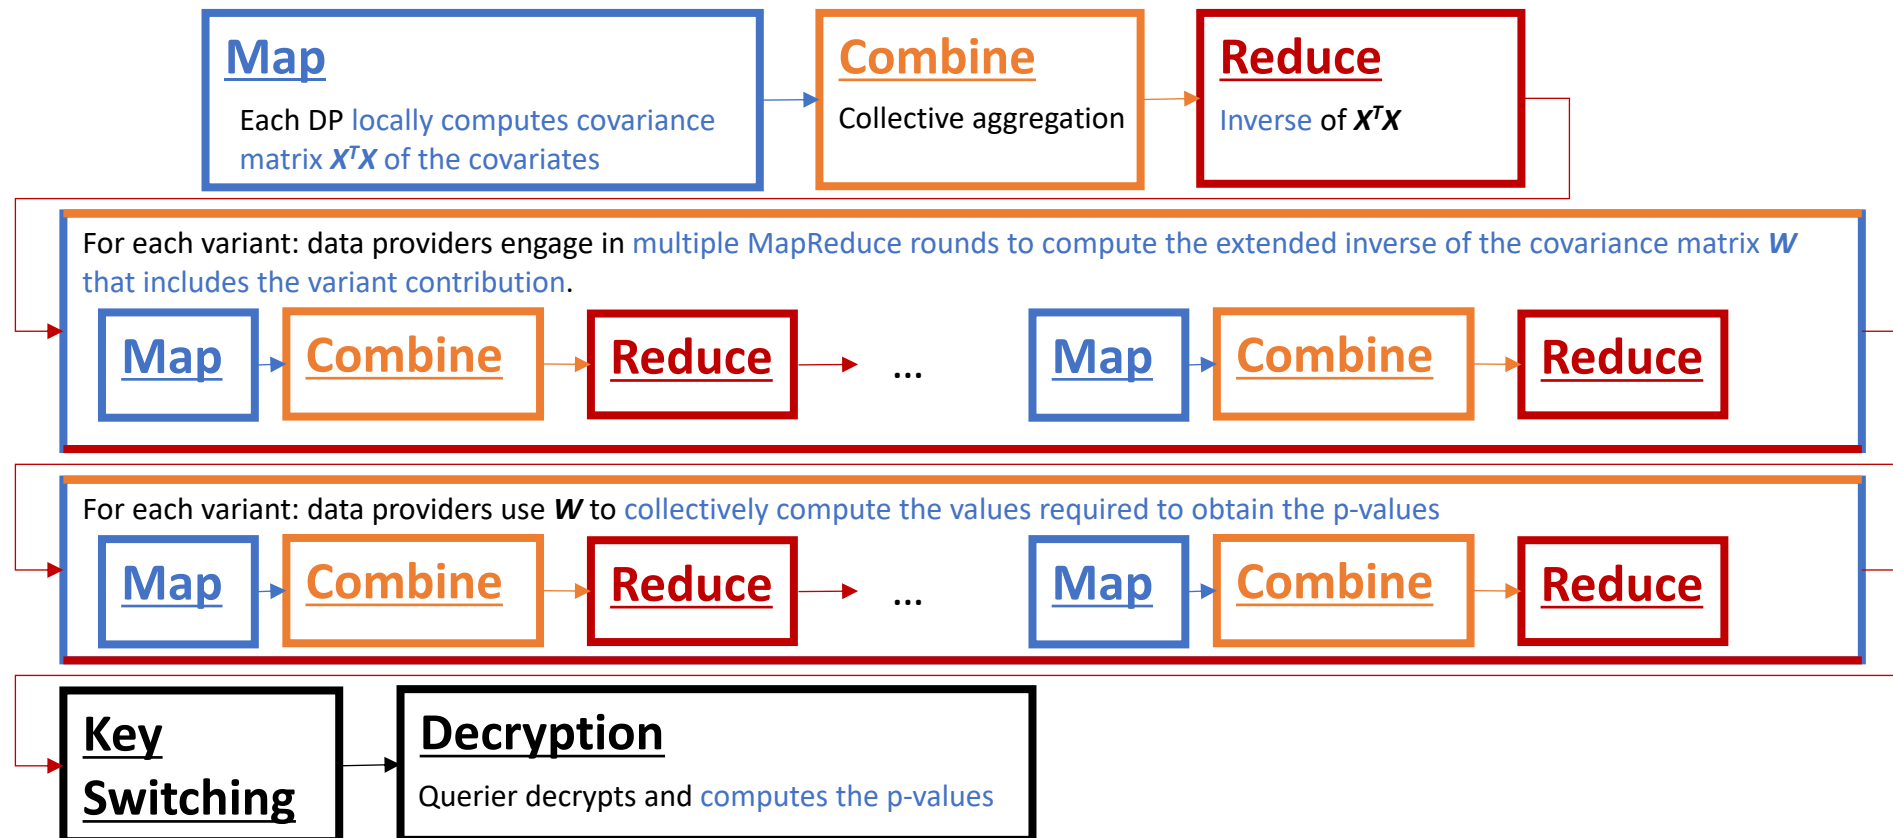 Map
Each DP locally computes covariance
matrix XᵀX of the covariates
Combine
Collective aggregation
Reduce
Inverse of XᵀX
For each variant: data providers engage in multiple MapReduce rounds to compute the extended inverse of the covariance matrix W
that includes the variant contribution.
Map Combine Reduce ... Map Combine Reduce
For each variant: data providers use W to collectively compute the values required to obtain the p-values
Map Combine Reduce ... Map Combine Reduce
Key
Switching
Decryption
Querier decrypts and computes the p-values